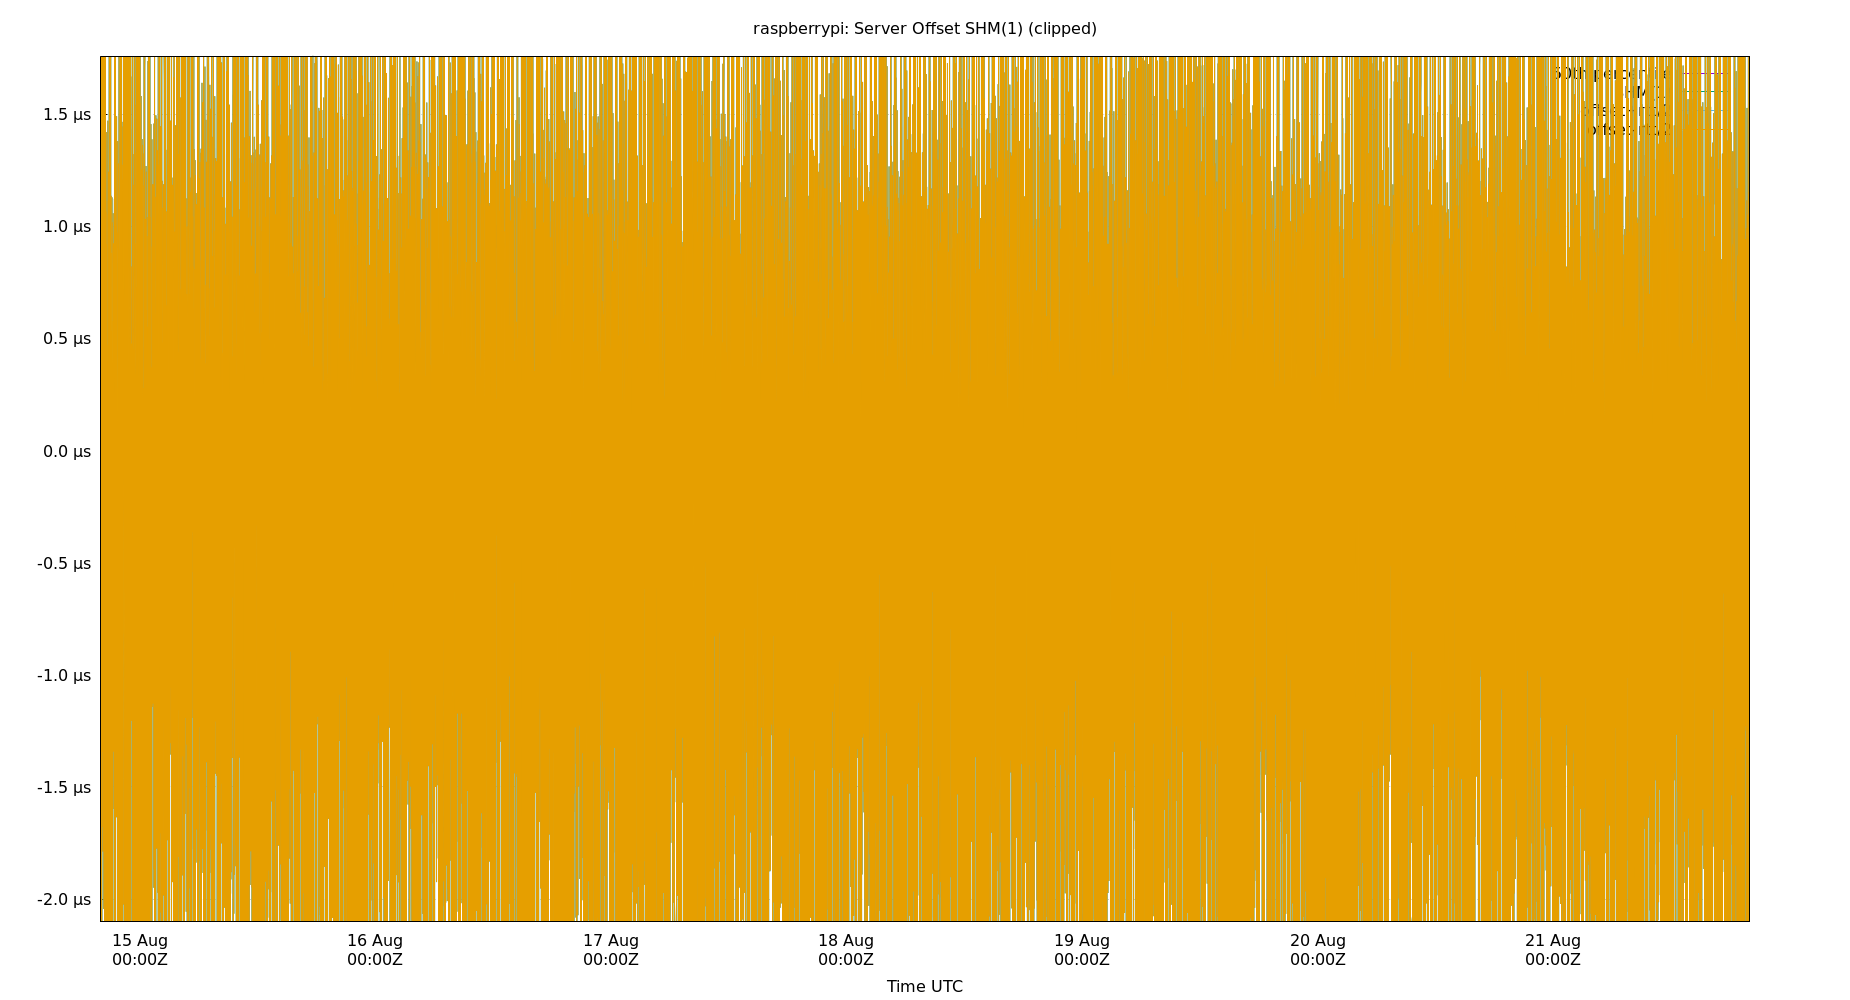 raspberrypi: Server Offset SHM(1) (clipped)
1.5 µs
1.0 µs
0.5 µs
0.0 µs
-0.5 µs
-1.0 µs
-1.5 µs
-2.0 µs
15 Aug 16 Aug 17 Aug 18 Aug 19 Aug 20 Aug 21 Aug
00:00Z 00:00Z 00:00Z 00:00Z 00:00Z 00:00Z 00:00Z
Time UTC